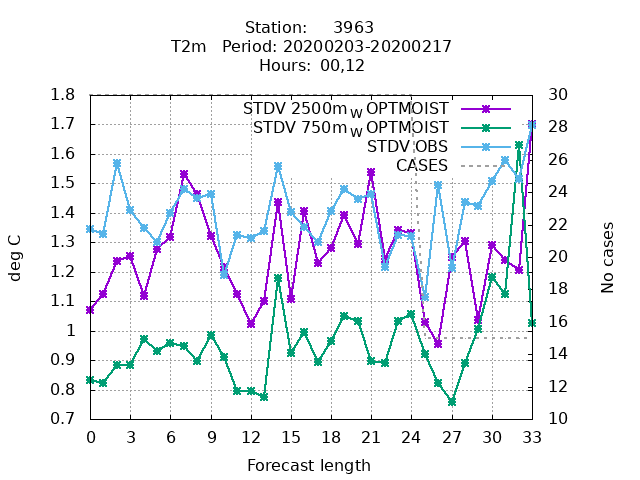 Station: 3963
T2m Period: 20200203-20200217
Hours: 00,12
STDV 2500m_W OPTMOIST
STDV 750m_W OPTMOIST
STDV OBS
CASES
1.8
1.7
1.6
1.5
1.4
1.3
1.2
1.1
1
0.9
0.8
0.7
30
28
26
24
22
20
18
16
14
12
10
deg C
No cases
0 3 6 9 12 15 18 21 24 27 30 33
Forecast length